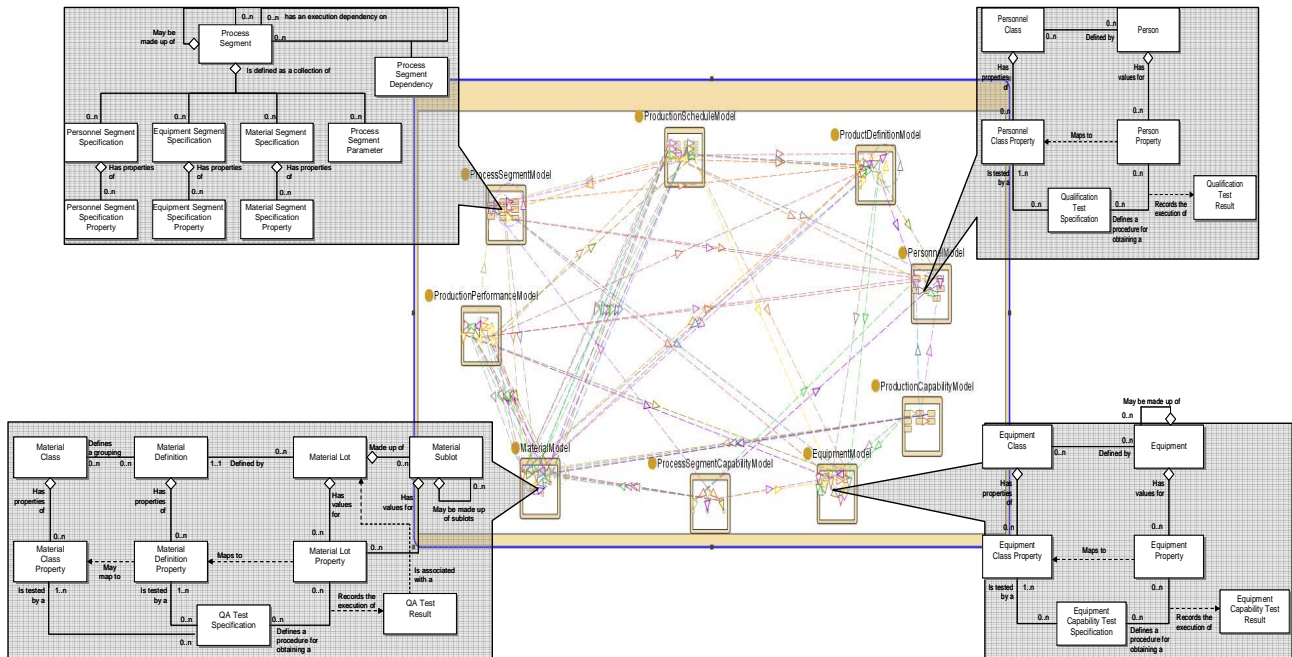 0..n
0..n
has an execution dependency on
May be
made up of
Process
Segment
0..n
0..n
Is defined as a collection of
Process
Segment
Dependency
0..n
0..n
0..n
0..n
Personnel Segment
Specification
Equipment Segment
Specification
Material Segment
Specification
Process
Segment
Parameter
Has properties
of
Has properties
of
Has properties
of
0..n
0..n
0..n
Personnel Segment
Specification
Property
Equipment Segment
Specification
Property
Material Segment
Specification
Property
Personnel
Class
0..n
0..n
Defined by
Person
Has
properties
of
Has
values for
0..n
0..n
Personnel
Class Property
Maps to
Person
Property
Is tested
by a
1..n
0..n
0..n
Qualification
Test
Specification
0..n
Defines a
procedure for
obtaining a
Records the
execution of
Qualification
Test
Result
ProductionScheduleModel
ProductDefinitionModel
ProcessSegmentModel
PersonnelModel
ProductionPerformanceModel
ProductionCapabilityModel
MaterialModel
ProcessSegmentCapabilityModel
EquipmentModel
Material
Class
Defines
a grouping
0..n
0..n
Material
Definition
1..1
Defined by
0..n
Material Lot
Made up of
0..n
Material
Sublot
0..n
May be made up
of sublots
Has
properties of
Has
properties of
Has
values
for
Has
values for
0..n
0..n
0..n
0..n
Material
Class
Property
May
map to
Material
Definition
Property
Maps to
Material Lot
Property
Is associated
with a
Is tested
by a
1..n
Is tested
by a
1..n
0..n
Records the
execution of
QA Test
Result
0..n
0..n
QA Test
Specification
0..n
Defines a
procedure for
obtaining a
May be made up of
0..n
Equipment
Class
0..n
0..n
Defined by
Equipment
Has
properties of
Has
values for
0..n
0..n
Equipment
Class Property
Maps to
Equipment
Property
Is tested
by a
1..n
0..n
0..n
Equipment
Capability Test
Specification
0..n
Defines a
procedure for
obtaining a
Records the
execution of
Equipment
Capability Test
Result